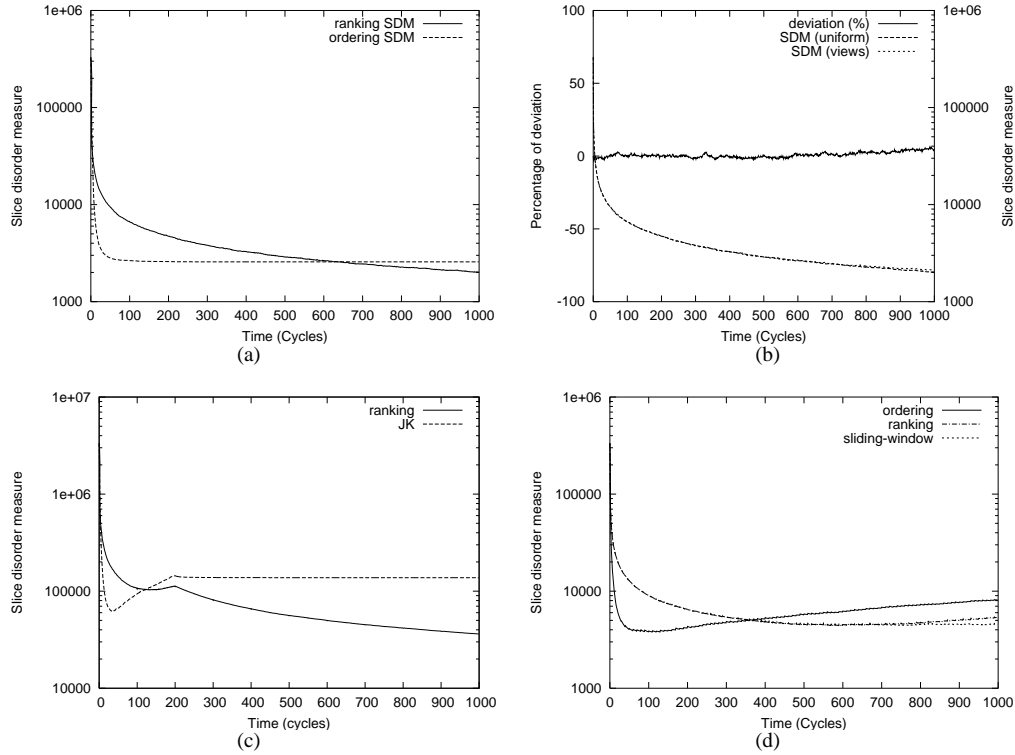 1e+06
100000
10000
1000
Slice disorder measure
ranking SDM
ordering SDM
0 100 200 300 400 500 600 700 800 900 1000
Time (Cycles)
(a)
100
50
0
-50
-100
Percentage of deviation
deviation (%)
SDM (uniform)
SDM (views)
1e+06
100000
10000
1000
Slice disorder measure
0 100 200 300 400 500 600 700 800 900 1000
Time (Cycles)
(b)
1e+07
1e+06
100000
10000
Slice disorder measure
ranking
JK
0 100 200 300 400 500 600 700 800 900 1000
Time (cycles)
(c)
1e+06
100000
10000
1000
Slice disorder measure
ordering
ranking
sliding-window
0 100 200 300 400 500 600 700 800 900 1000
Time (Cycles)
(d)